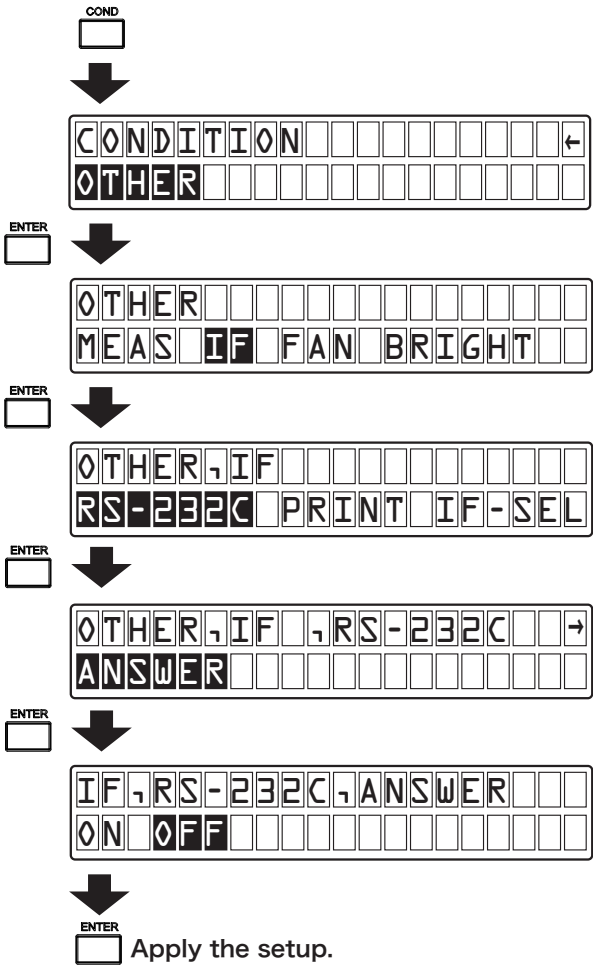 COND
CONDITION ←
OTHER
ENTER
OTHER
MEAS IF FAN BRIGHT
ENTER
OTHER,IF
RS-232C PRINT IF-SEL
ENTER
OTHER,IF ,RS-232C →
ANSWER
ENTER
IF,RS-232C,ANSWER
ON OFF
ENTER
Apply the setup.